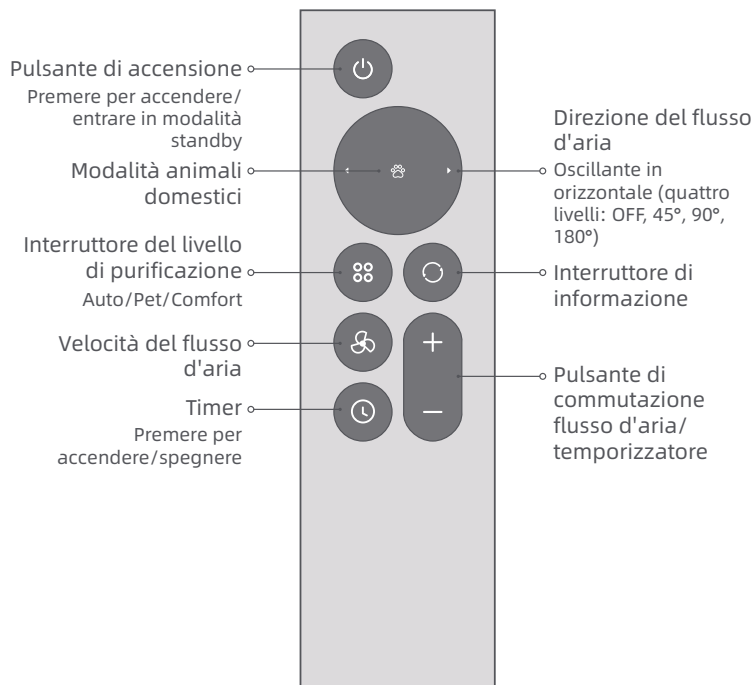 Pulsante di accensione
Premere per accendere/
entrare in modalità
standby
Modalità animali
domestici
Interruttore del livello
di purificazione
Auto/Pet/Comfort
Velocità del flusso
d'aria
Timer
Premere per
accendere/spegnere
Direzione del flusso
d'aria
Oscillante in
orizzontale (quattro
livelli: OFF, 45°, 90°,
180°)
Interruttore di
informazione
Pulsante di
commutazione
flusso d'aria/
temporizzatore